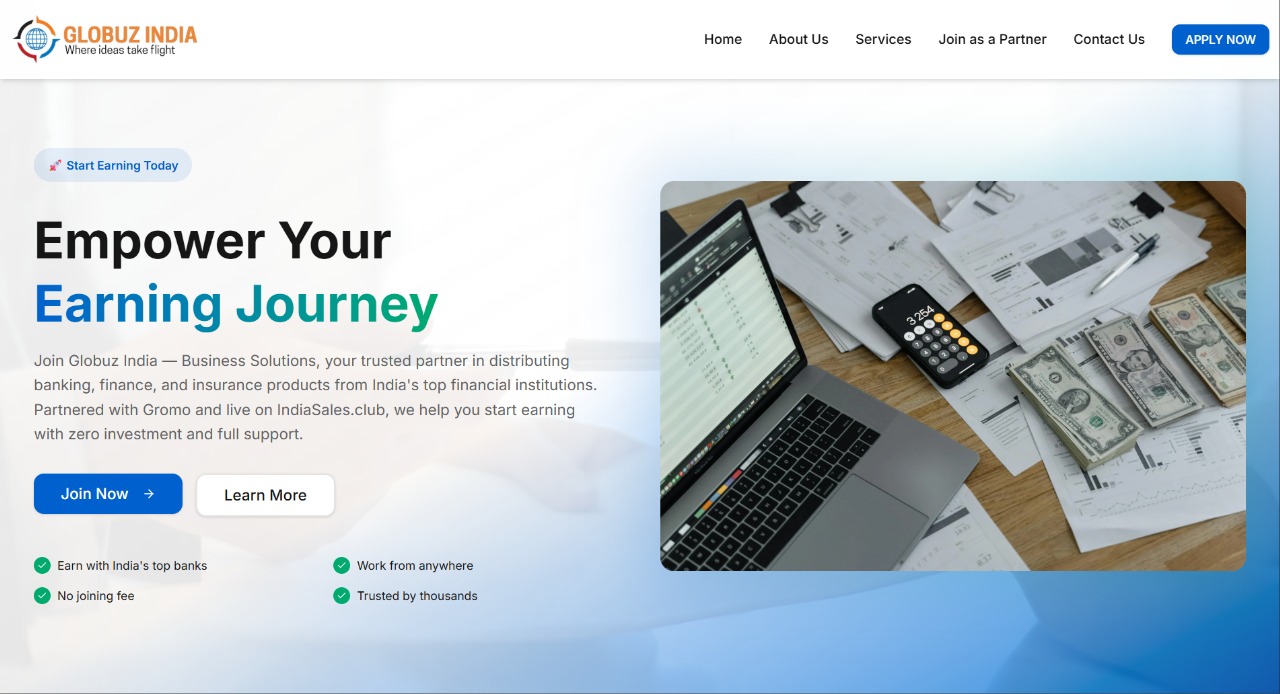 GLOBUZ INDIA
Where ideas take flight
Home About Us Services Join as a Partner Contact Us APPLY NOW
Start Earning Today
Empower Your
Earning Journey
Join Globuz India — Business Solutions, your trusted partner in distributing
banking, finance, and insurance products from India's top financial institutions.
Partnered with Gromo and live on IndiaSales.club, we help you start earning
with zero investment and full support.
Join Now → Learn More
Earn with India's top banks Work from anywhere
No joining fee Trusted by thousands
3 254